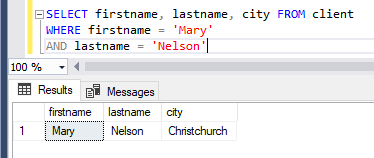 SELECT firstname, lastname, city FROM client
WHERE firstname = 'Mary'
AND lastname = 'Nelson'
100 %
Results Messages
firstname lastname city
1 Mary Nelson Christchurch